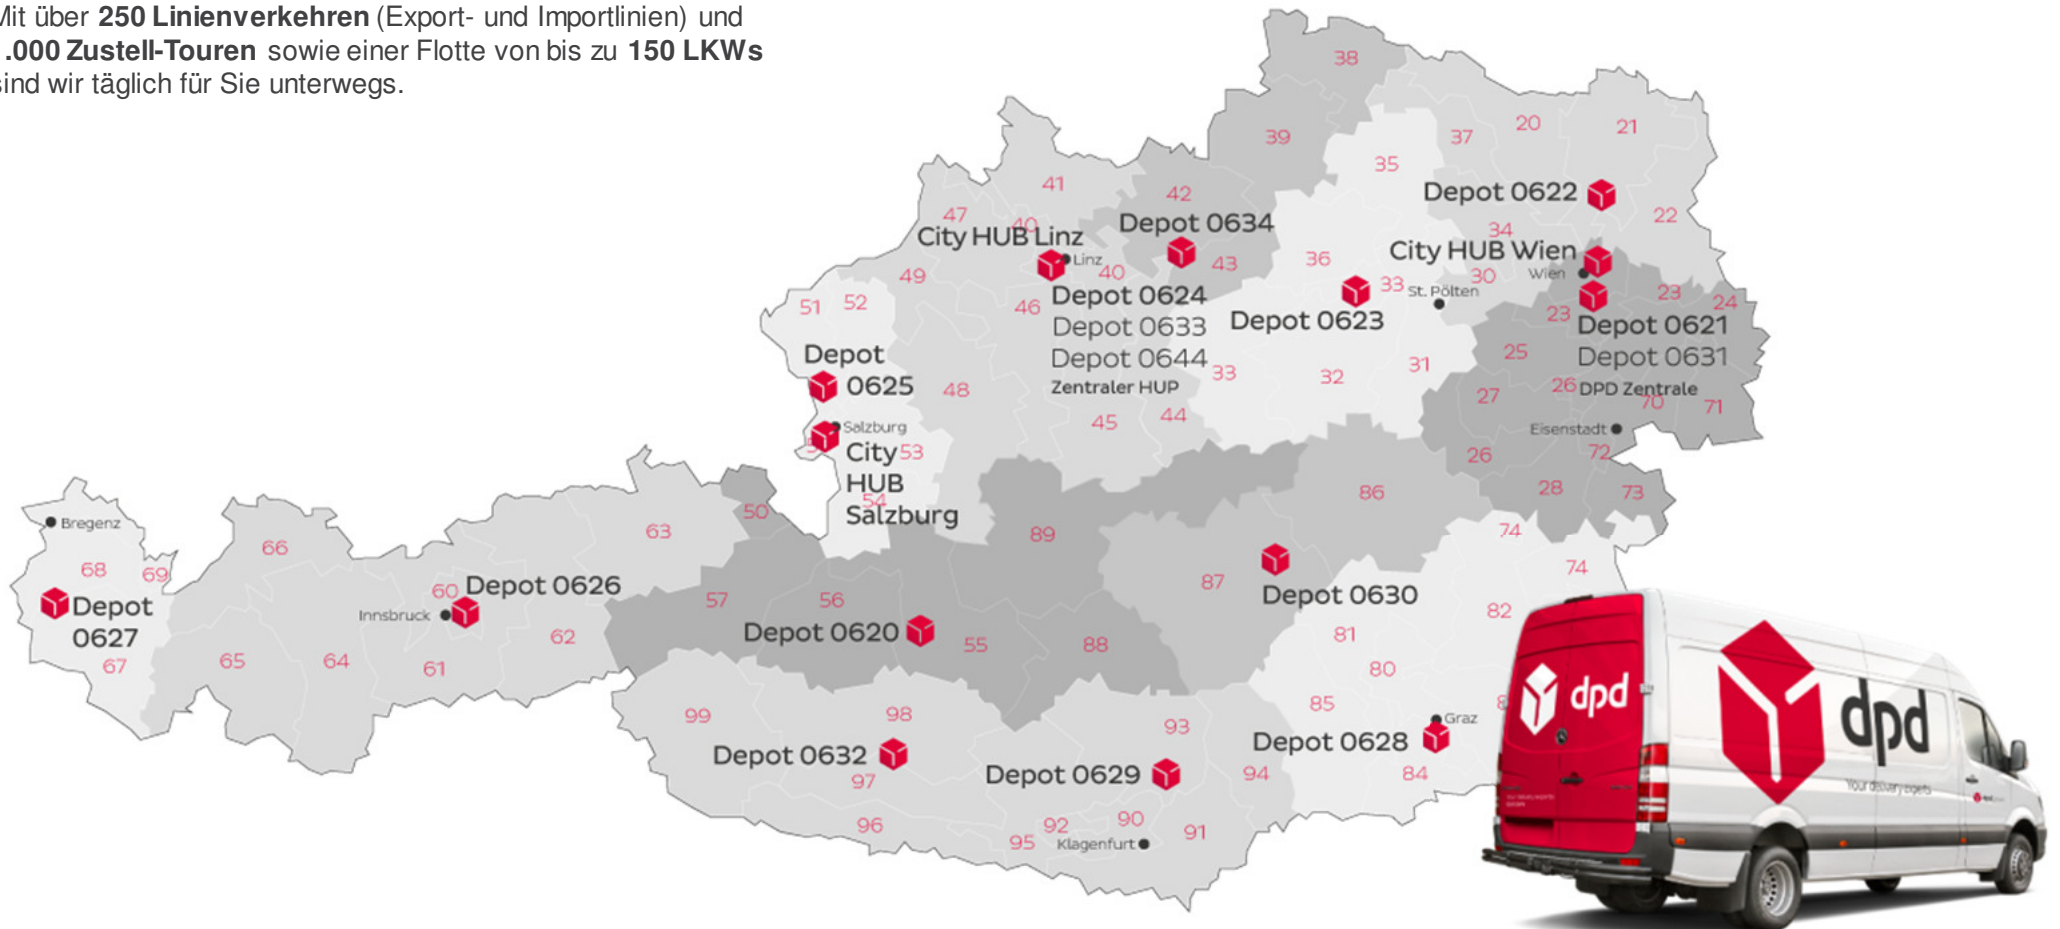 Mit über 250 Linienverkehren (Export- und Importlinien) und
.000 Zustell-Touren sowie einer Flotte von bis zu 150 LKWs
sind wir täglich für Sie unterwegs.
38
39
37
20
21
35
41
42
Depot 0622
47
40
Depot 0634
22
34
City HUB Linz
City HUB Wien
Linz
43
36
Wien
49
40
33
30
St. Pölten
51
52
46
Depot 0624
23
24
23
Depot 0633
Depot 0623
Depot 0621
Depot
Depot 0644
25
Depot 0631
0625
48
Zentraler HUP
33
32
31
27
26
DPD Zentrale
70
71
Salzburg
45
44
Eisenstadt
City
53
26
72
HUB
54
Salzburg
50
86
28
73
Bregenz
63
89
74
66
68
69
60
Depot 0626
87
Depot 0630
74
Depot
0627
Innsbruck
57
56
82
67
62
Depot 0620
55
88
81
65
64
61
80
99
98
93
85
Graz
Depot 0632
97
Depot 0629
94
Depot 0628
84
96
95
92
90
91
Klagenfurt
dpd
dpd
Your delivery experts